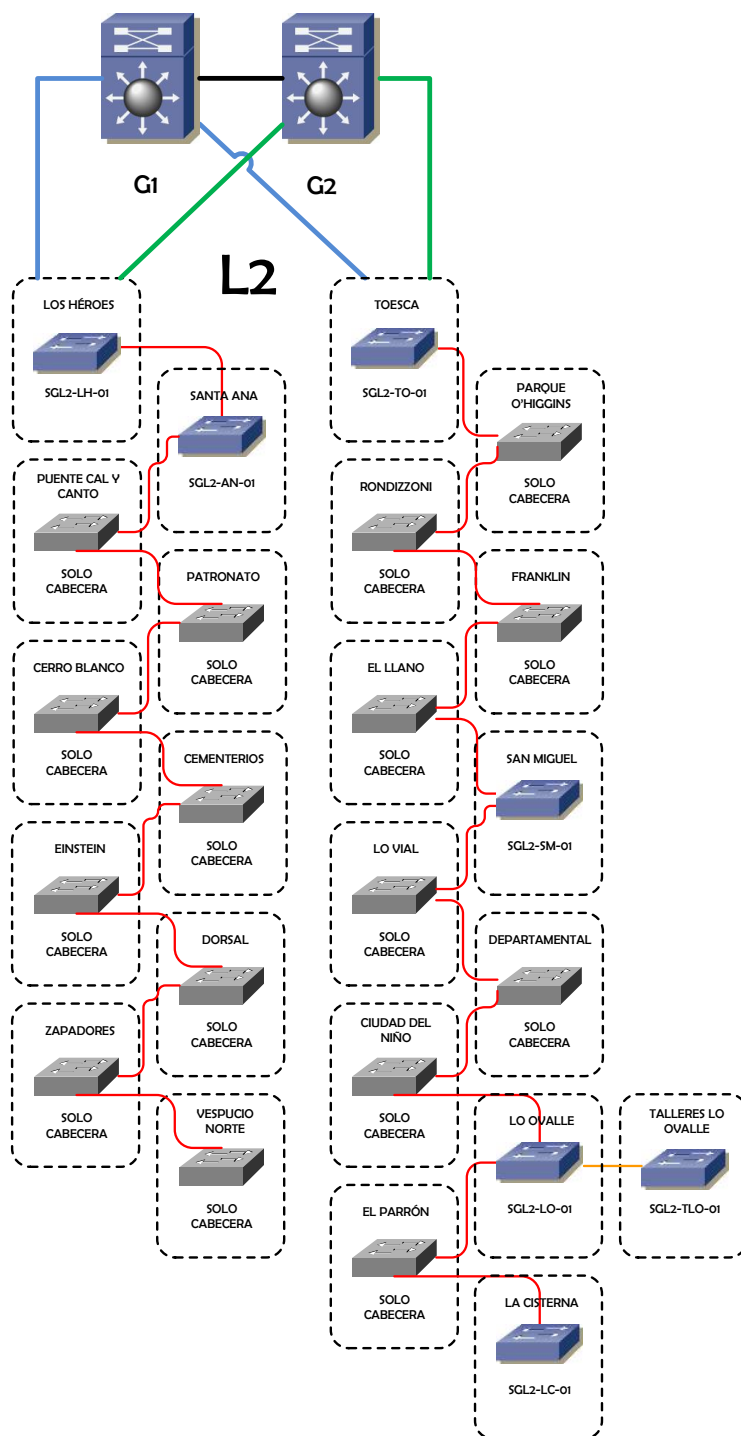 G1
G2
L2
LOS HÉROES
SGL2-LH-01
SANTA ANA
SGL2-AN-01
PUENTE CAL Y
CANTO
SOLO
CABECERA
PATRONATO
SOLO
CABECERA
CERRO BLANCO
SOLO
CABECERA
CEMENTERIOS
SOLO
CABECERA
EINSTEIN
SOLO
CABECERA
DORSAL
SOLO
CABECERA
ZAPADORES
SOLO
CABECERA
VESPUCIO
NORTE
SOLO
CABECERA
TOESCA
SGL2-TO-01
PARQUE
O'HIGGINS
SOLO
CABECERA
RONDIZZONI
SOLO
CABECERA
FRANKLIN
SOLO
CABECERA
EL LLANO
SOLO
CABECERA
SAN MIGUEL
SGL2-SM-01
LO VIAL
SOLO
CABECERA
DEPARTAMENTAL
SOLO
CABECERA
CIUDAD DEL
NIÑO
SOLO
CABECERA
LO OVALLE
SGL2-LO-01
TALLERES LO
OVALLE
SGL2-TLO-01
EL PARRÓN
SOLO
CABECERA
LA CISTERNA
SGL2-LC-01